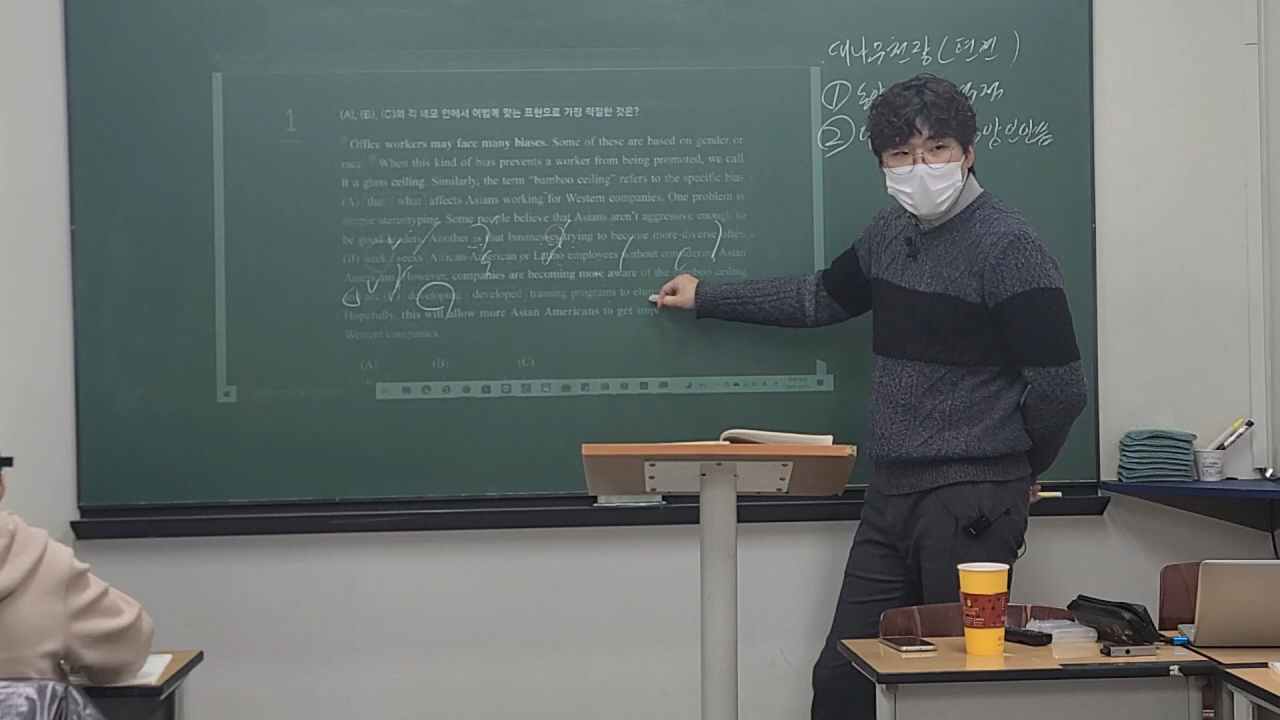 1
(A), (B), (C)의 각 네모 안에서 어법에 맞는 표현으로 가장 적절한 것은?
Office workers may face many biases. Some of these are based on gender or
race. When this kind of bias prevents a worker from being promoted, we call
it a glass ceiling. Similarly, the term "bamboo ceiling" refers to the specific bias
(A) that / what affects Asians working for Western companies. One problem is
simple stereotyping. Some people believe that Asians aren't aggressive enough to
be good leaders. Another is that businesses trying to become more diverse often
(B) seek / seeks African-American or Latino employees without considering Asian
Americans. However, companies are becoming more aware of the bamboo ceiling
are (C) developing / developed training programs to
Hopefully, this will allow more Asian Americans to get
Western companies.
(A) (B) (C)
대나무천장(편견)
①
②